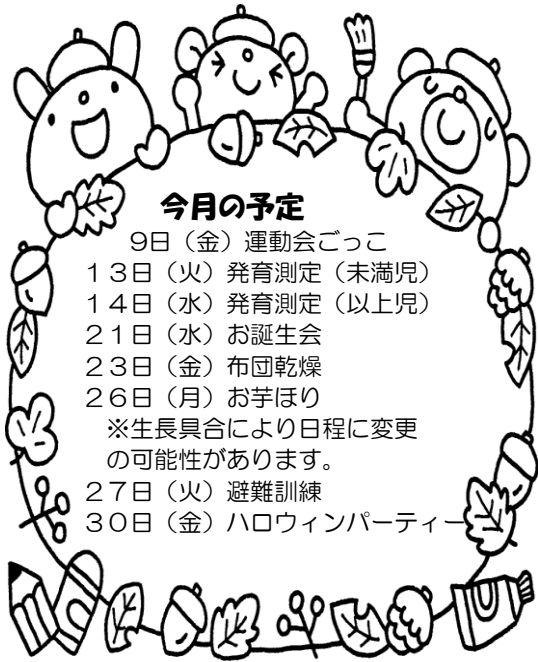 今月の予定
9日（金）運動会ごっこ
１３日（火）発育測定（未満児）
１４日（水）発育測定（以上児）
２１日（水）お誕生会
２３日（金）布団乾燥
２６日（月）お芋ほり
※生長具合により日程に変更
の可能性があります。
２７日（火）避難訓練
３０日（金）ハロウィンパーティー